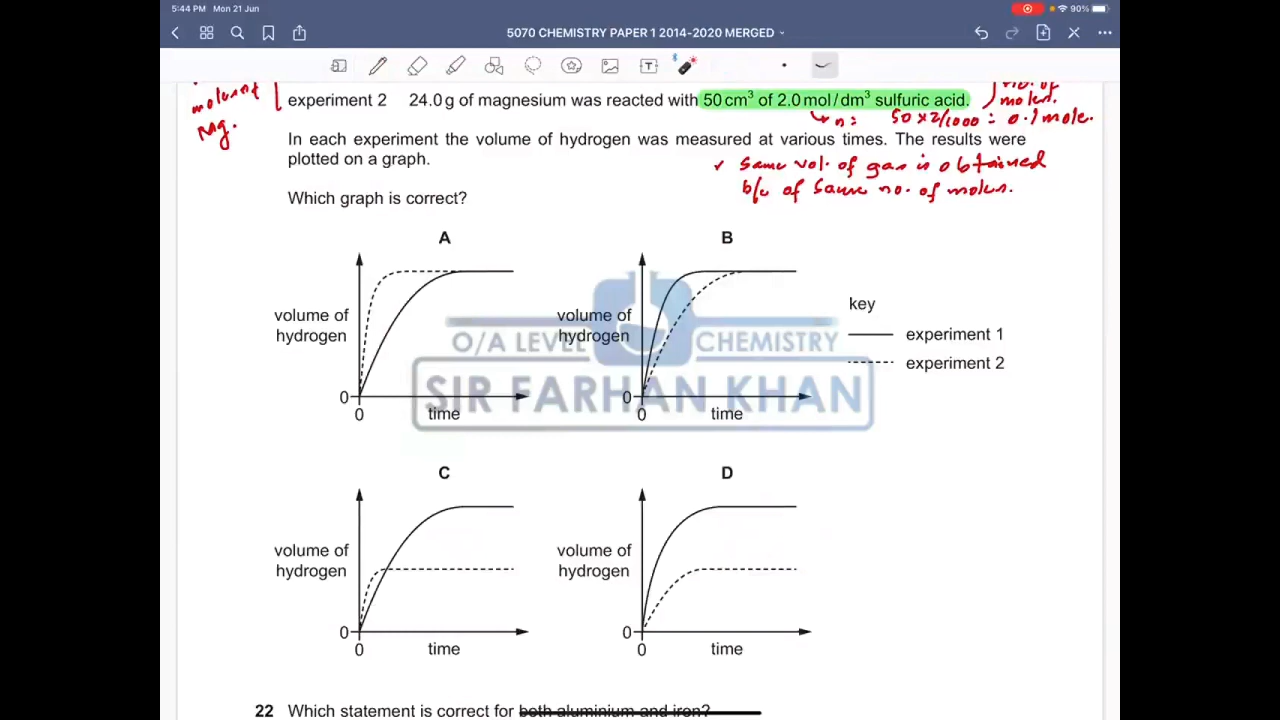 5:44 PM Mon 21 Jun
90%
5070 CHEMISTRY PAPER 1 2014-2020 MERGED
T
Mg.
moles.
experiment 2 24.0 g of magnesium was reacted with 50 cm³ of 2.0 mol/dm³ sulfuric acid.
n = 50×2/1000 = 0.1 mole.
In each experiment the volume of hydrogen was measured at various times. The results were
plotted on a graph.
✓ Same vol. of gas is obtained
b/c of same no. of moles.
Which graph is correct?
A
volume of
hydrogen
0
0
time
B
volume of
hydrogen
0
0
time
key
experiment 1
experiment 2
O/A LEVEL CHEMISTRY
SIR FARHAN KHAN
C
volume of
hydrogen
0
0
time
D
volume of
hydrogen
0
0
time
22 Which statement is correct for both aluminium and iron?